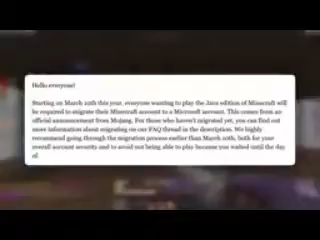 Hello everyone!
Starting on March 10th this year, everyone wanting to play the Java edition of Minecraft will
be required to migrate their Minecraft account to a Microsoft account. This comes from an
official announcement from Mojang. For those who haven't migrated yet, you can find out
more information about migrating on our FAQ thread in the description. We highly
recommend going through the migration process earlier than March 10th, both for your
overall account security and to avoid not being able to play because you waited until the day
of.